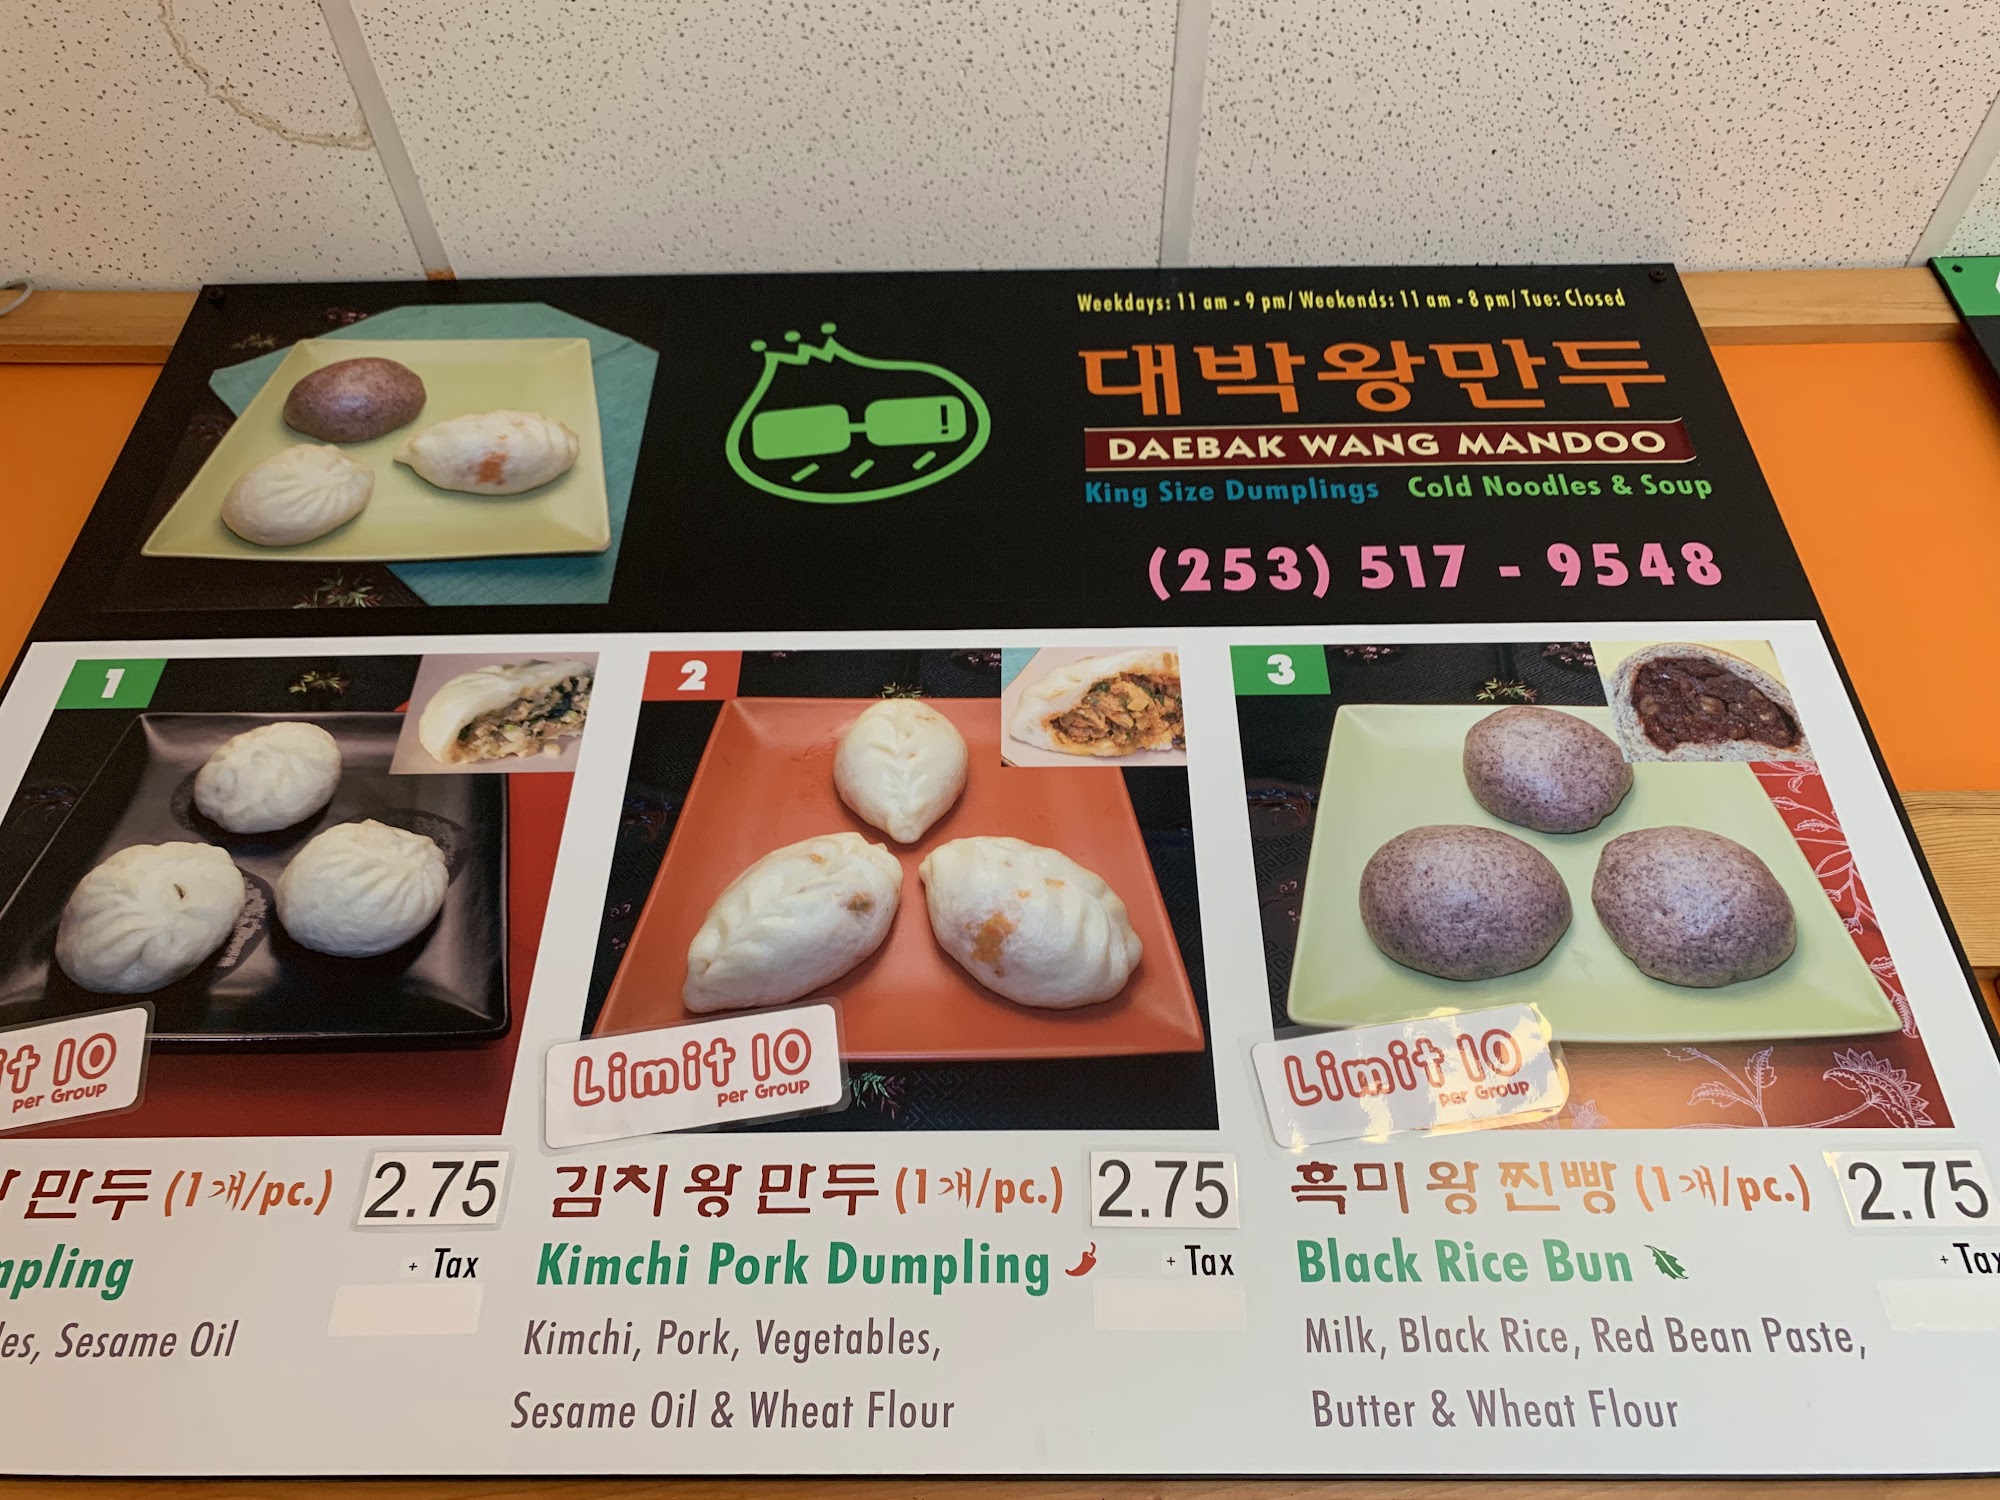 Weekdays: 11 am - 9 pm/ Weekends: 11 am - 8 pm/ Tue: Closed
대박왕만두
DAEBAK WANG MANDOO
King Size Dumplings Cold Noodles & Soup
(253) 517 - 9548
1
10
per Group
만두 (1개/pc.) 2.75
+ Tax
Sesame Oil
2
Limit 10
per Group
김치 왕 만두 (1개/pc.) 2.75
Kimchi Pork Dumpling + Tax
Kimchi, Pork, Vegetables,
Sesame Oil & Wheat Flour
3
Limit 10
per Group
흑미 왕 찐빵 (1개/pc.) 2.75
Black Rice Bun + Tax
Milk, Black Rice, Red Bean Paste,
Butter & Wheat Flour